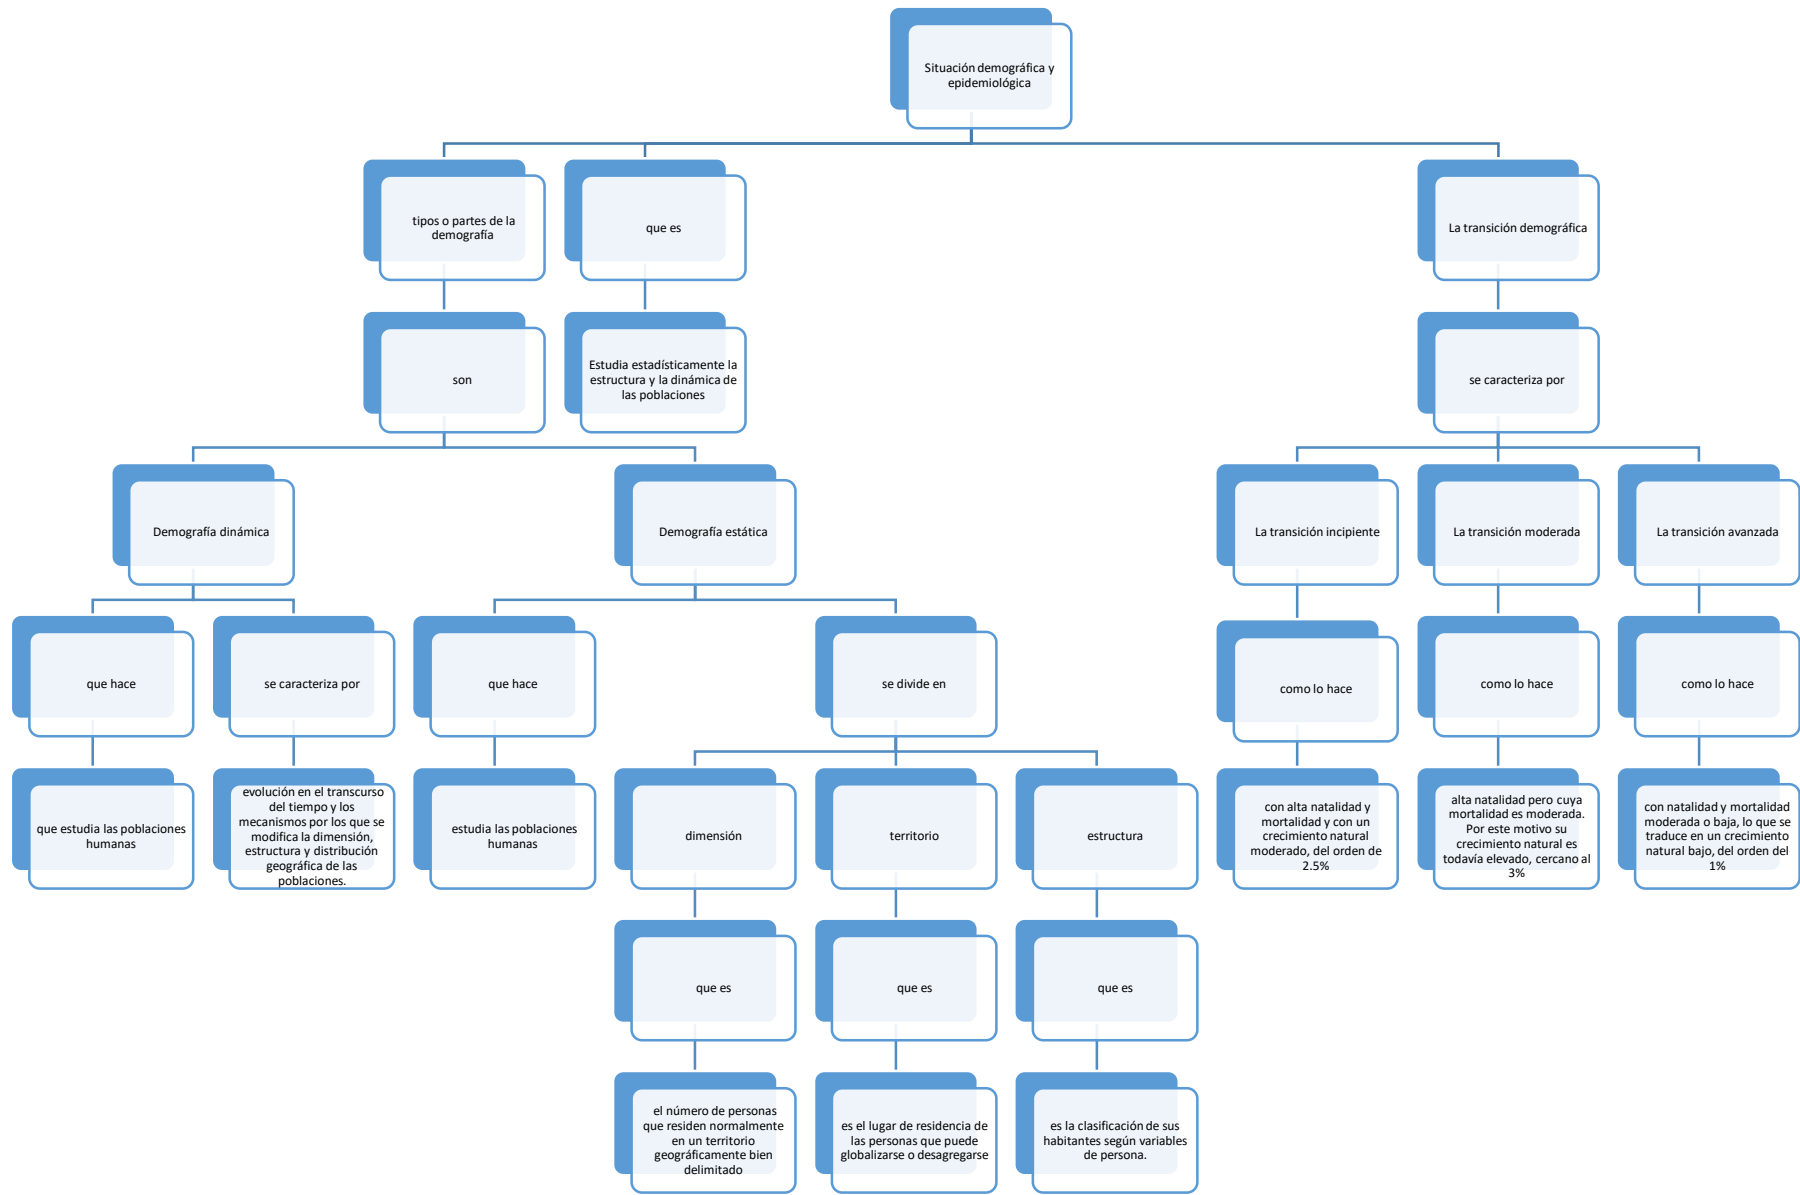 Situación demográfica y
epidemiológica
tipos o partes de la
demografía
que es
La transición demográfica
son
Estudia estadísticamente la
estructura y la dinámica de
las poblaciones
se caracteriza por
Demografía dinámica
Demografía estática
La transición incipiente
La transición moderada
La transición avanzada
que hace
se caracteriza por
que hace
se divide en
como lo hace
como lo hace
como lo hace
que estudia las poblaciones
humanas
evolución en el transcurso
del tiempo y los
mecanismos por los que se
modifica la dimensión,
estructura y distribución
geográfica de las
poblaciones.
estudia las poblaciones
humanas
dimensión
territorio
estructura
con alta natalidad y
mortalidad y con un
crecimiento natural
moderado, del orden de
2.5%
alta natalidad pero cuya
mortalidad es moderada.
Por este motivo su
crecimiento natural es
todavía elevado, cercano al
3%
con natalidad y mortalidad
moderada o baja, lo que se
traduce en un crecimiento
natural bajo, del orden del
1%
que es
que es
que es
el número de personas
que residen normalmente
en un territorio
geográficamente bien
delimitado
es el lugar de residencia de
las personas que puede
globalizarse o desagregarse
es la clasificación de sus
habitantes según variables
de persona.